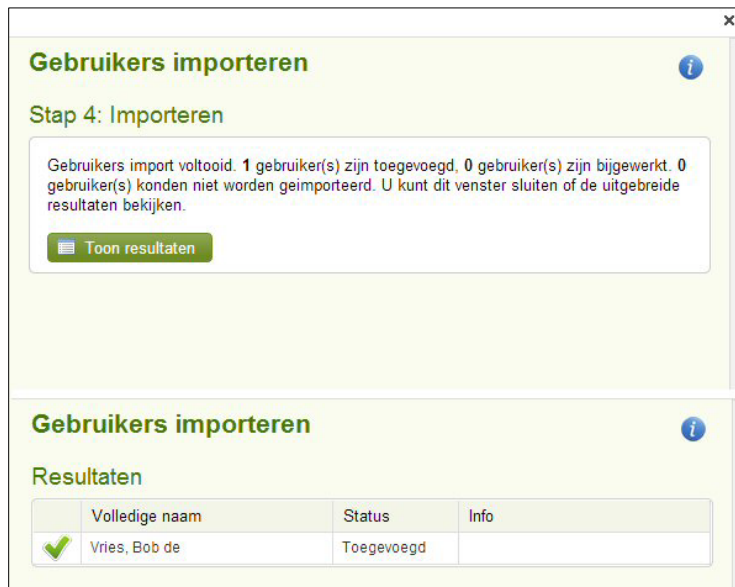 Gebruikers importeren
Stap 4: Importeren
Gebruikers import voltooid. 1 gebruiker(s) zijn toegevoegd, 0 gebruiker(s) zijn bijgewerkt. 0
gebruiker(s) konden niet worden geimporteerd. U kunt dit venster sluiten of de uitgebreide
resultaten bekijken.
Toon resultaten
Gebruikers importeren
Resultaten
Volledige naam Status Info
Vries, Bob de Toegevoegd